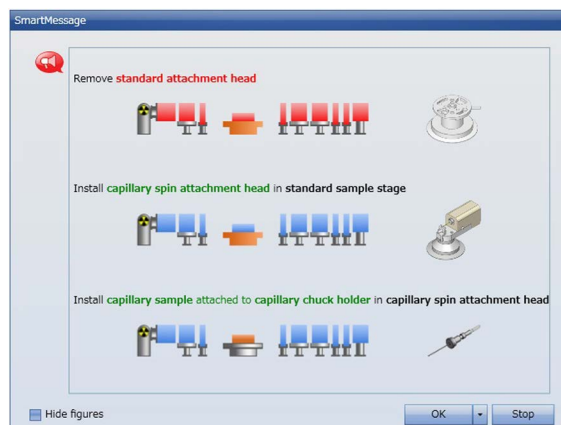 SmartMessage
Remove standard attachment head
Install capillary spin attachment head in standard sample stage
Install capillary sample attached to capillary chuck holder in capillary spin attachment head
Hide figures
OK
Stop